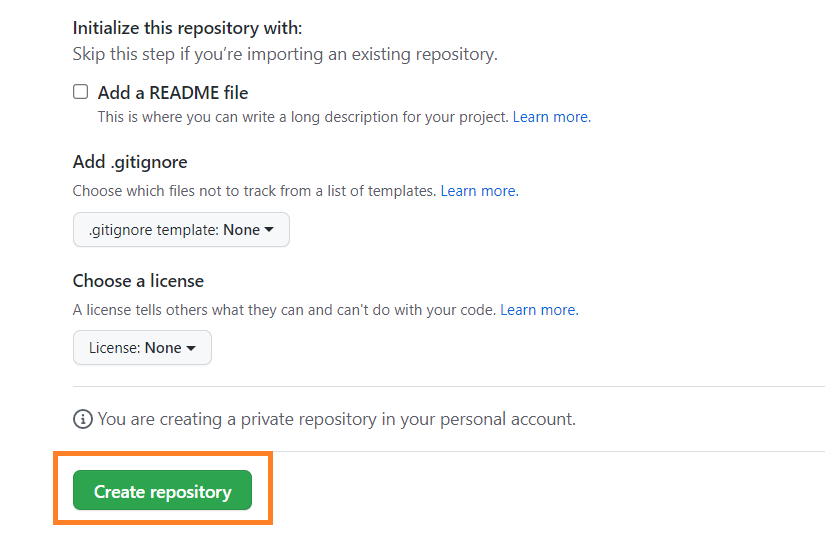 Initialize this repository with:
Skip this step if you’re importing an existing repository.
Add a README file
This is where you can write a long description for your project. Learn more.
Add .gitignore
Choose which files not to track from a list of templates. Learn more.
.gitignore template: None
Choose a license
A license tells others what they can and can't do with your code. Learn more.
License: None
You are creating a private repository in your personal account.
Create repository